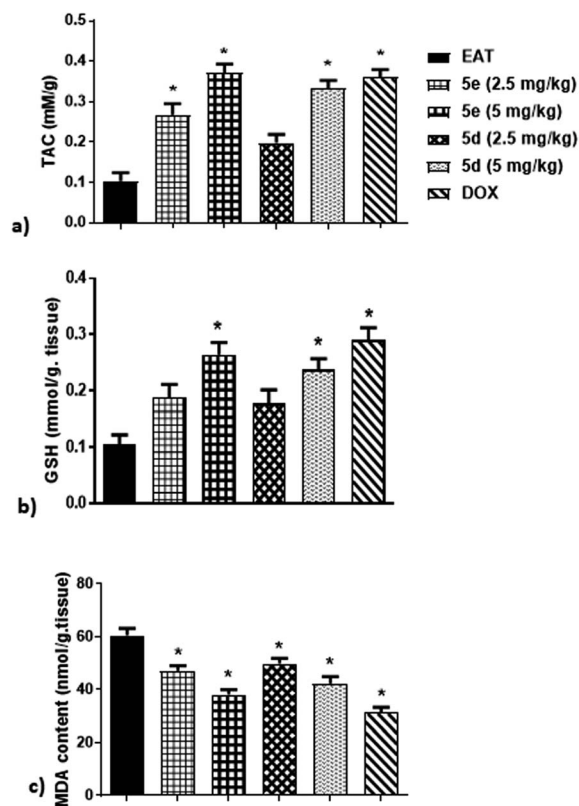 0.5
0.4
0.3
0.2
0.1
0.0
TAC (mM/g)
* * * *
EAT
5e (2.5 mg/kg)
5e (5 mg/kg)
5d (2.5 mg/kg)
5d (5 mg/kg)
DOX
a)
0.4
0.3
0.2
0.1
0.0
GSH (mmol/g. tissue)
* * *
b)
80
60
40
20
0
MDA content (nmol/g.tissue)
* * * * *
c)